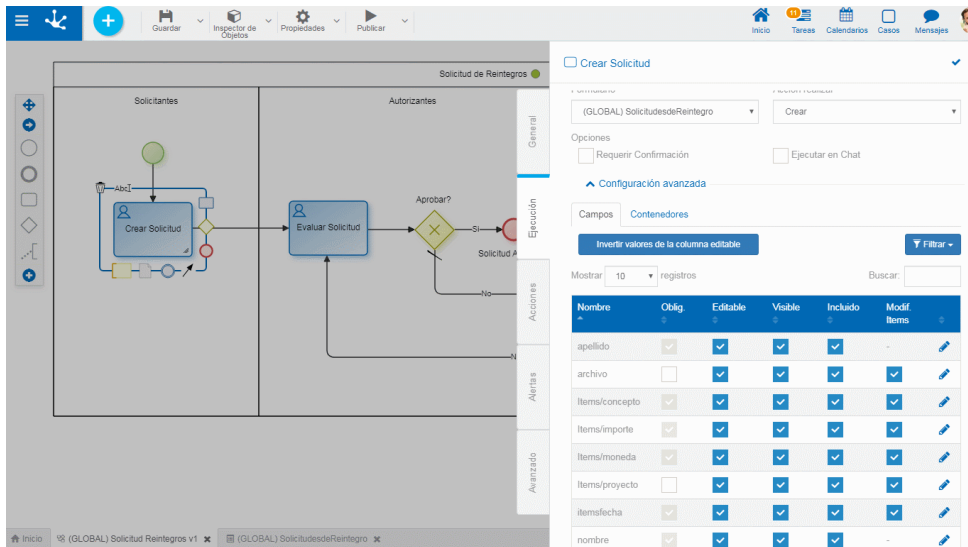 Guardar
Inspector de
Objetos
Propiedades
Publicar
Inicio
11
Tareas
Calendarios
Casos
Mensajes
Solicitud de Reintegros
Solicitantes
Autorizantes
Abc
Crear Solicitud
Evaluar Solicitud
Aprobar?
Si
Solicitud A
No
N
General
Ejecución
Acciones
Alertas
Avanzado
Crear Solicitud
(GLOBAL) SolicitudesdeReintegro
Crear
Opciones
Requerir Confirmación
Ejecutar en Chat
Configuración avanzada
Campos
Contenedores
Invertir valores de la columna editable
Filtrar
Mostrar 10 registros
Buscar:
Nombre Oblig. Editable Visible Incluido Modif.
Items
apellido -
archivo
Items/concepto
Items/importe
Items/moneda
Items/proyecto
itemsfecha
nombre -
Inicio
(GLOBAL) Solicitud Reintegros v1
(GLOBAL) SolicitudesdeReintegro